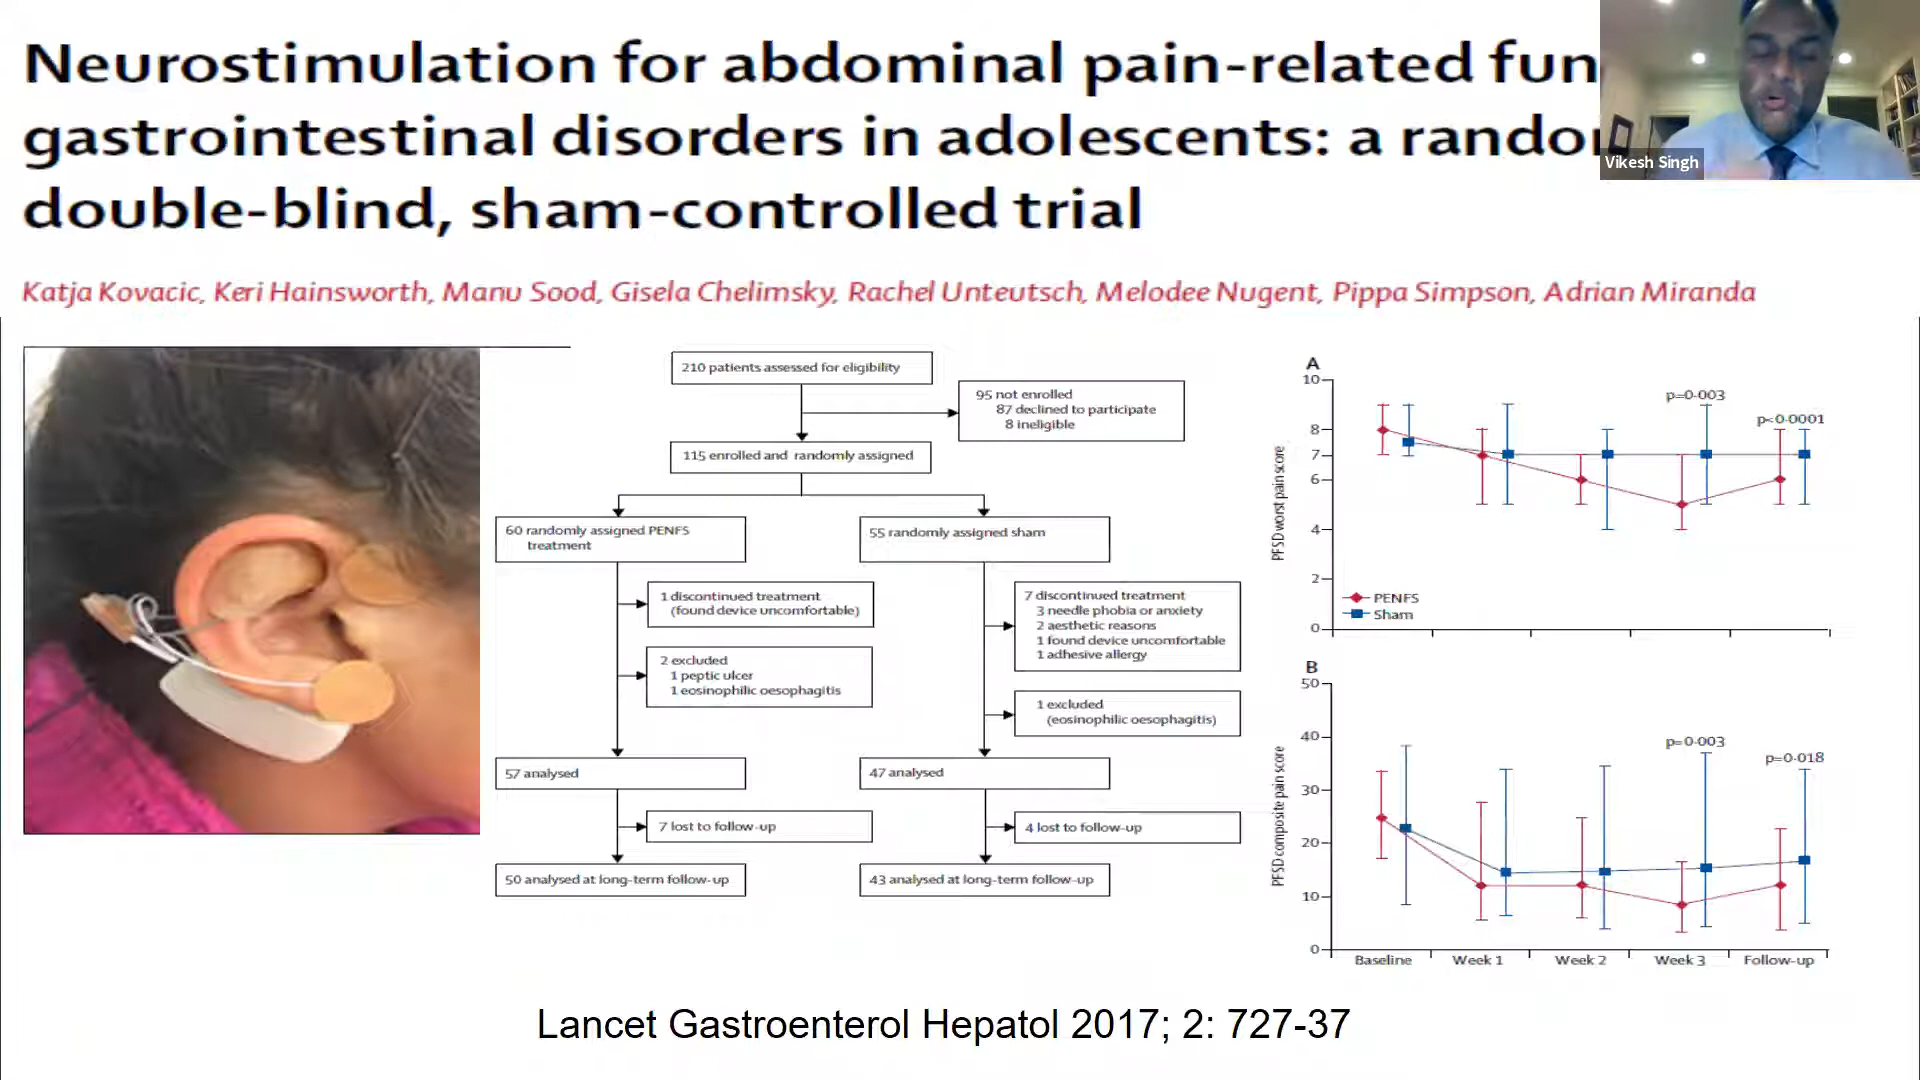 Neurostimulation for abdominal pain-related fun
gastrointestinal disorders in adolescents: a rando
double-blind, sham-controlled trial
Vikesh Singh
Katja Kovacic, Keri Hainsworth, Manu Sood, Gisela Chelimsky, Rachel Unteutsch, Melodee Nugent, Pippa Simpson, Adrian Miranda
210 patients assessed for eligibility
95 not enrolled
87 declined to participate
8 ineligible
115 enrolled and randomly assigned
60 randomly assigned PENFS
treatment
55 randomly assigned sham
1 discontinued treatment
(found device uncomfortable)
7 discontinued treatment
3 needle phobia or anxiety
2 aesthetic reasons
1 found device uncomfortable
1 adhesive allergy
2 excluded
1 peptic ulcer
1 eosinophilic oesophagitis
1 excluded
(eosinophilic oesophagitis)
57 analysed
47 analysed
7 lost to follow-up
4 lost to follow-up
50 analysed at long-term follow-up
43 analysed at long-term follow-up
A
PFSD worst pain score
10
8
7
6
4
2
0
p=0·003
p<0·0001
PENFS
Sham
B
PFSD composite pain score
50
40
30
20
10
0
p=0·003
p=0·018
Baseline
Week 1
Week 2
Week 3
Follow-up
Lancet Gastroenterol Hepatol 2017; 2: 727-37